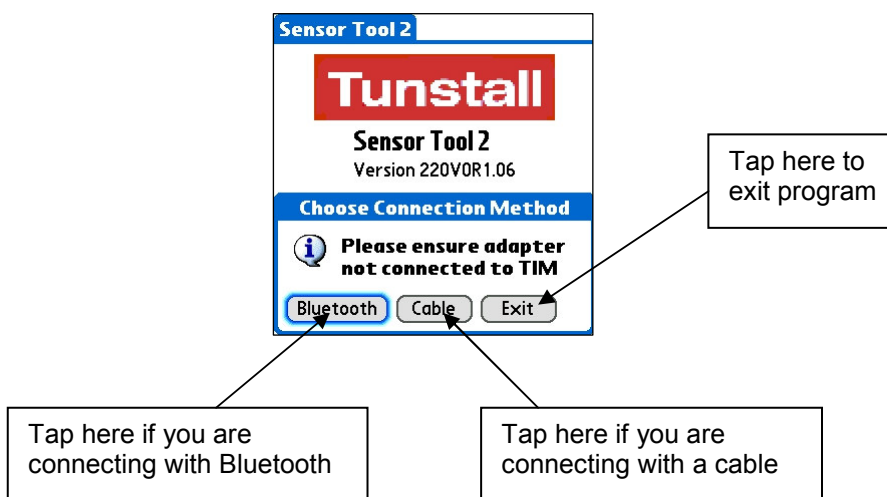 Sensor Tool 2
Tunstall
Sensor Tool 2
Version 220V0R1.06
Choose Connection Method
Please ensure adapter
not connected to TIM
Bluetooth Cable Exit
Tap here to
exit program
Tap here if you are
connecting with Bluetooth
Tap here if you are
connecting with a cable